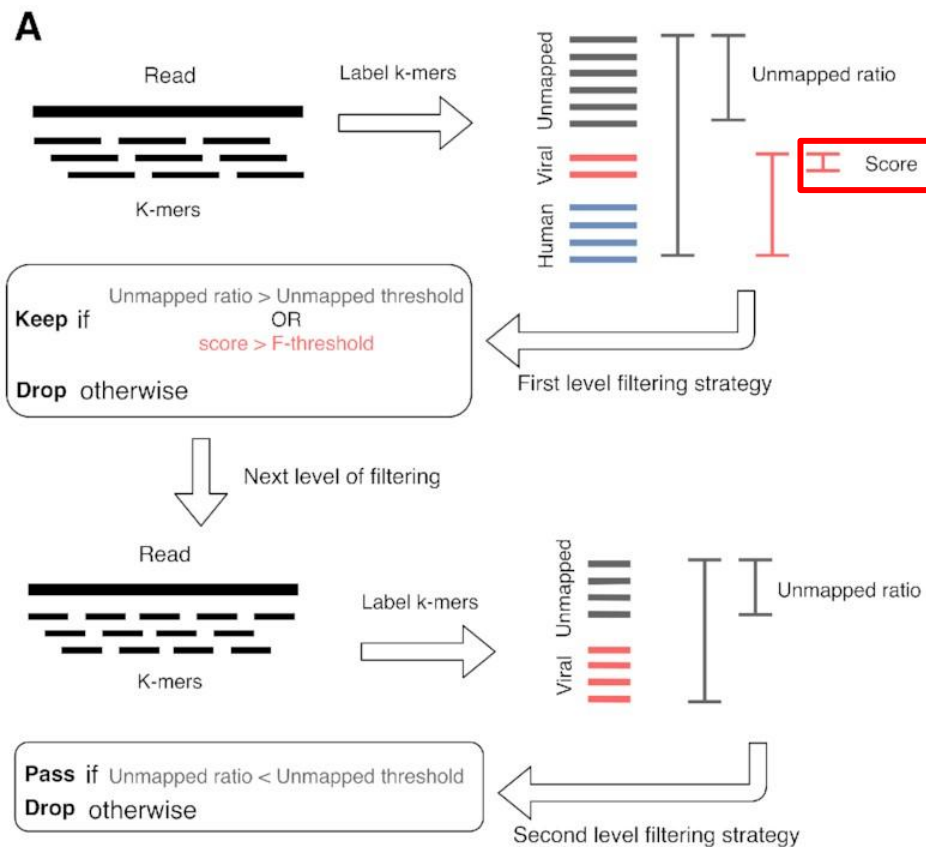 A
Read
Label k-mers
K-mers
Unmapped
Viral
Human
Unmapped ratio
Score
Unmapped ratio > Unmapped threshold
Keep if
OR
score > F-threshold
Drop otherwise
First level filtering strategy
Next level of filtering
Read
Label k-mers
K-mers
Unmapped
Viral
Unmapped ratio
Pass if Unmapped ratio < Unmapped threshold
Drop otherwise
Second level filtering strategy